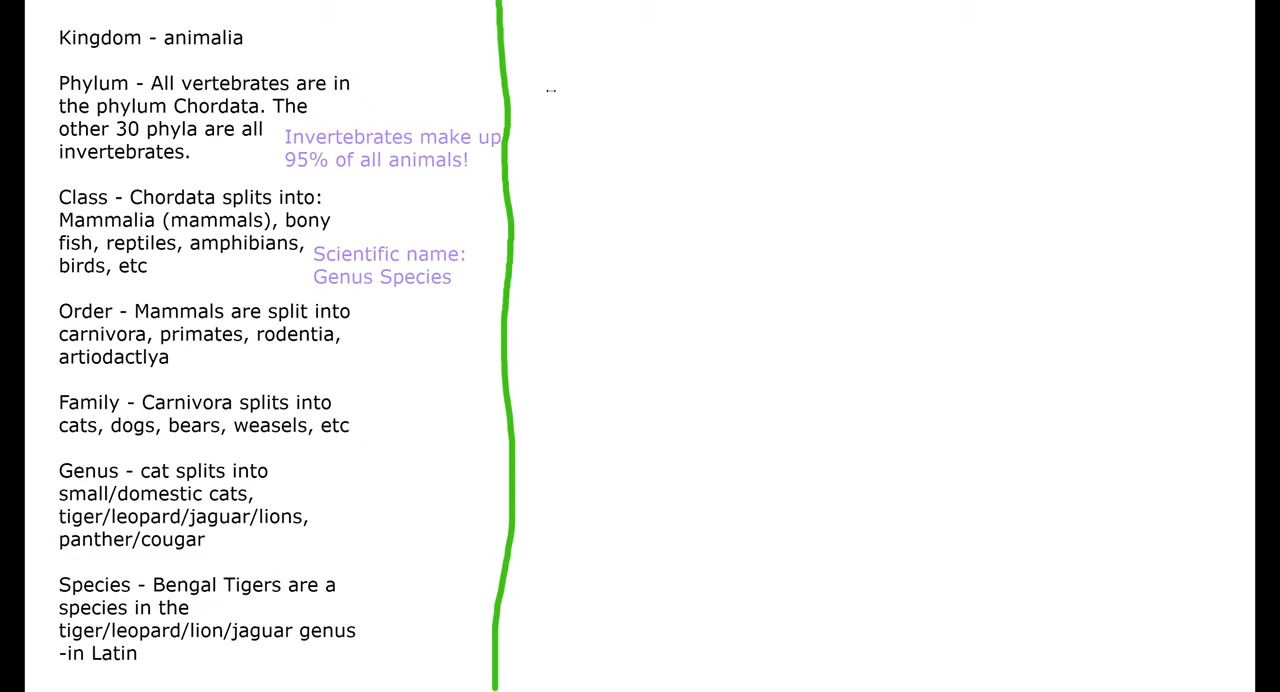 Kingdom - animalia
Phylum - All vertebrates are in
the phylum Chordata. The
other 30 phyla are all
invertebrates.
Invertebrates make up
95% of all animals!
Class - Chordata splits into:
Mammalia (mammals), bony
fish, reptiles, amphibians,
birds, etc
Scientific name:
Genus Species
Order - Mammals are split into
carnivora, primates, rodentia,
artiodactlya
Family - Carnivora splits into
cats, dogs, bears, weasels, etc
Genus - cat splits into
small/domestic cats,
tiger/leopard/jaguar/lions,
panther/cougar
Species - Bengal Tigers are a
species in the
tiger/leopard/lion/jaguar genus
-in Latin